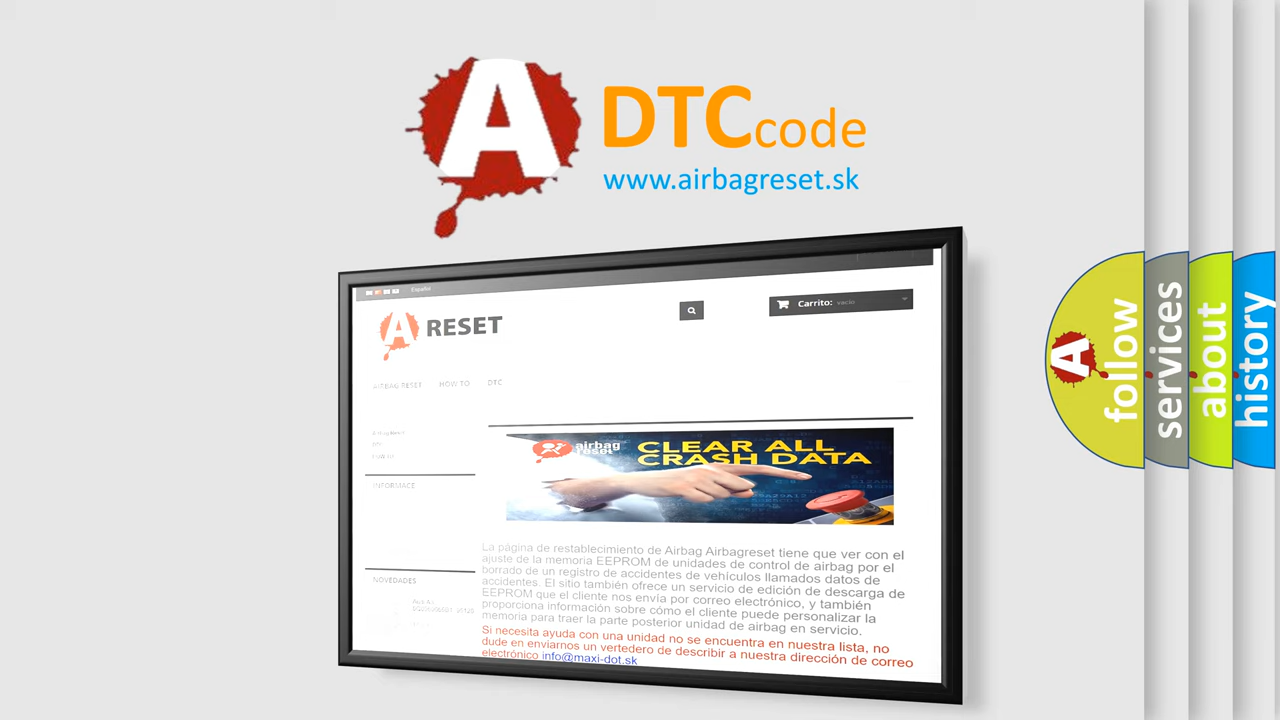 A DTCcode
www.airbagreset.sk
Español
A RESET
Carrito: vacío
AIRBAG RESET HOW TO DTC
INFORMACE
airbag
reset
CLEAR ALL
CRASH DATA
La página de restablecimiento de Airbag Airbagreset tiene que ver con el
ajuste de la memoria EEPROM de unidades de control de airbag por el
borrado de un registro de accidentes de vehículos llamados datos de
accidentes. El sitio también ofrece un servicio de edición de descarga de
EEPROM que el cliente nos envía por correo electrónico, y también
proporciona información sobre cómo el cliente puede personalizar la
memoria para traer la parte posterior unidad de airbag en servicio.
Si necesita ayuda con una unidad no se encuentra en nuestra lista, no
dude en enviarnos un vertedero de describir a nuestra dirección de correo
electrónico info@maxi-dot.sk
NOVEDADES
A
follow
services
about
history